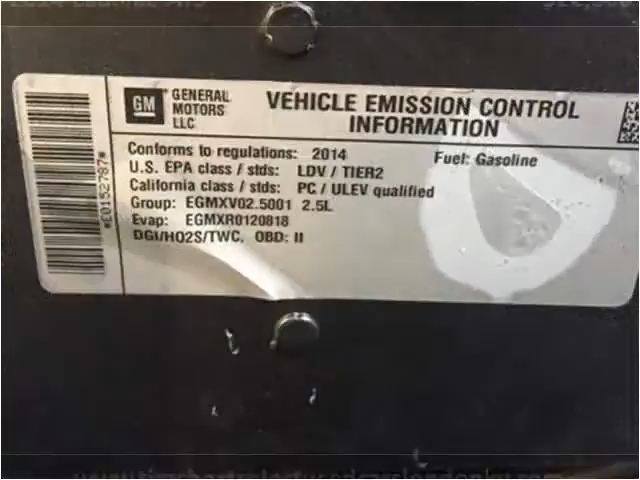 GM
GENERAL
MOTORS
LLC
VEHICLE EMISSION CONTROL
INFORMATION
Conforms to regulations: 2014 Fuel: Gasoline
U.S. EPA class / stds: LDV / TIER2
California class / stds: PC / ULEV qualified
Group: EGMXV02.5001 2.5L
Evap: EGMXR0120818
DGI/HO2S/TWC, OBD: II
*E0152787*